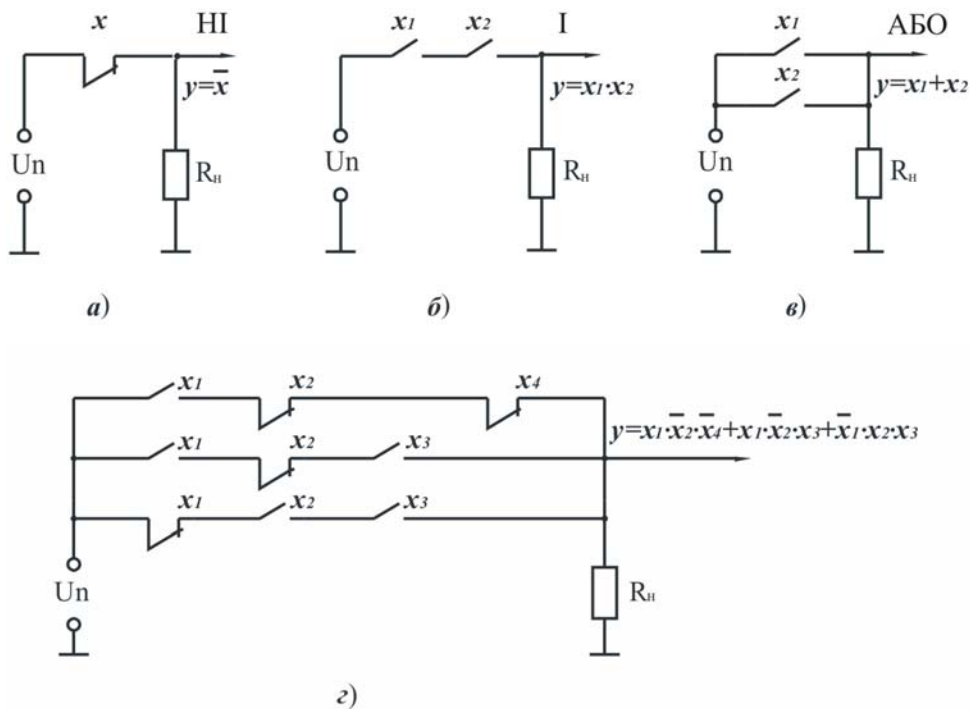 x HI
y=x̅
Un
Rн
а)
x1 x2 I
y=x1·x2
Un
Rн
б)
x1 АБО
x2
y=x1+x2
Un
Rн
в)
x1 x2 x4
y=x1·x̅2·x̅4+x1·x̅2·x3+x̅1·x2·x3
x1 x2 x3
x1 x2 x3
Un
Rн
г)